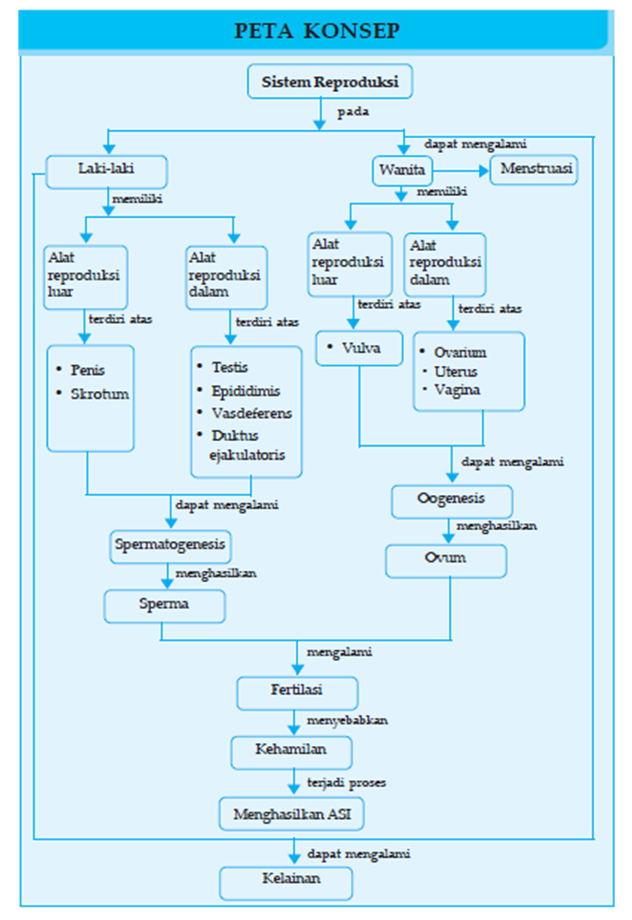 PETA KONSEP
Sistem Reproduksi
pada
dapat mengalami
Laki-laki
Wanita
Menstruasi
memiliki
memiliki
Alat
reproduksi
luar
Alat
reproduksi
dalam
Alat
reproduksi
luar
Alat
reproduksi
dalam
terdiri atas
terdiri atas
terdiri atas
terdiri atas
• Penis
• Skrotum
• Testis
• Epididimis
• Vasdeferens
• Duktus
ejakulatoris
• Vulva
• Ovarium
• Uterus
• Vagina
dapat mengalami
dapat mengalami
Spermatogenesis
Oogenesis
menghasilkan
menghasilkan
Sperma
Ovum
mengalami
Fertilasi
menyebabkan
Kehamilan
terjadi proses
Menghasilkan ASI
dapat mengalami
Kelainan